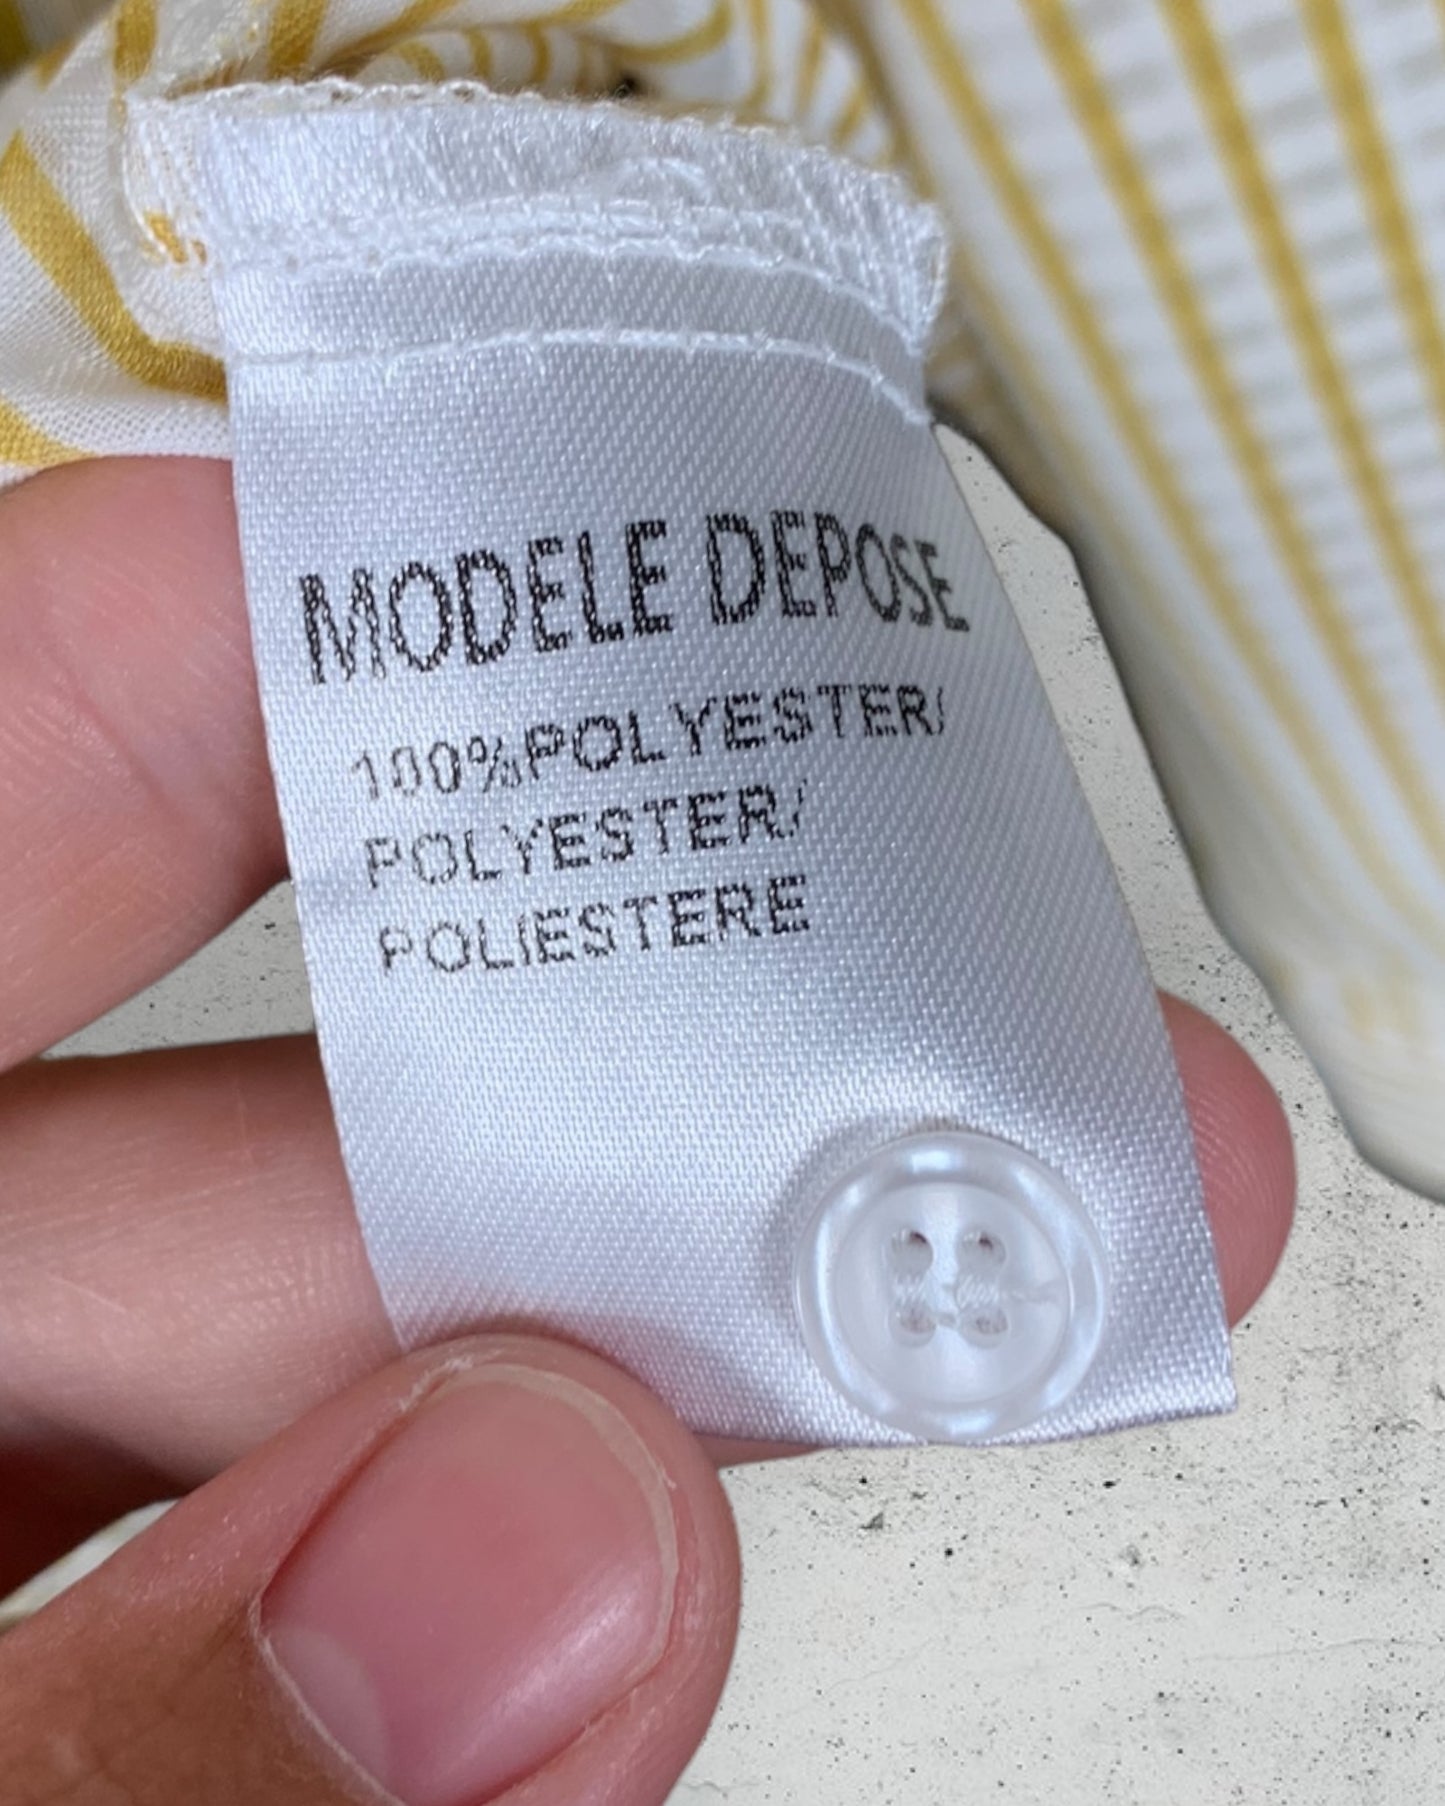 MODELE DEPOSE
100%POLYESTER/
POLYESTER/
POLIESTERE